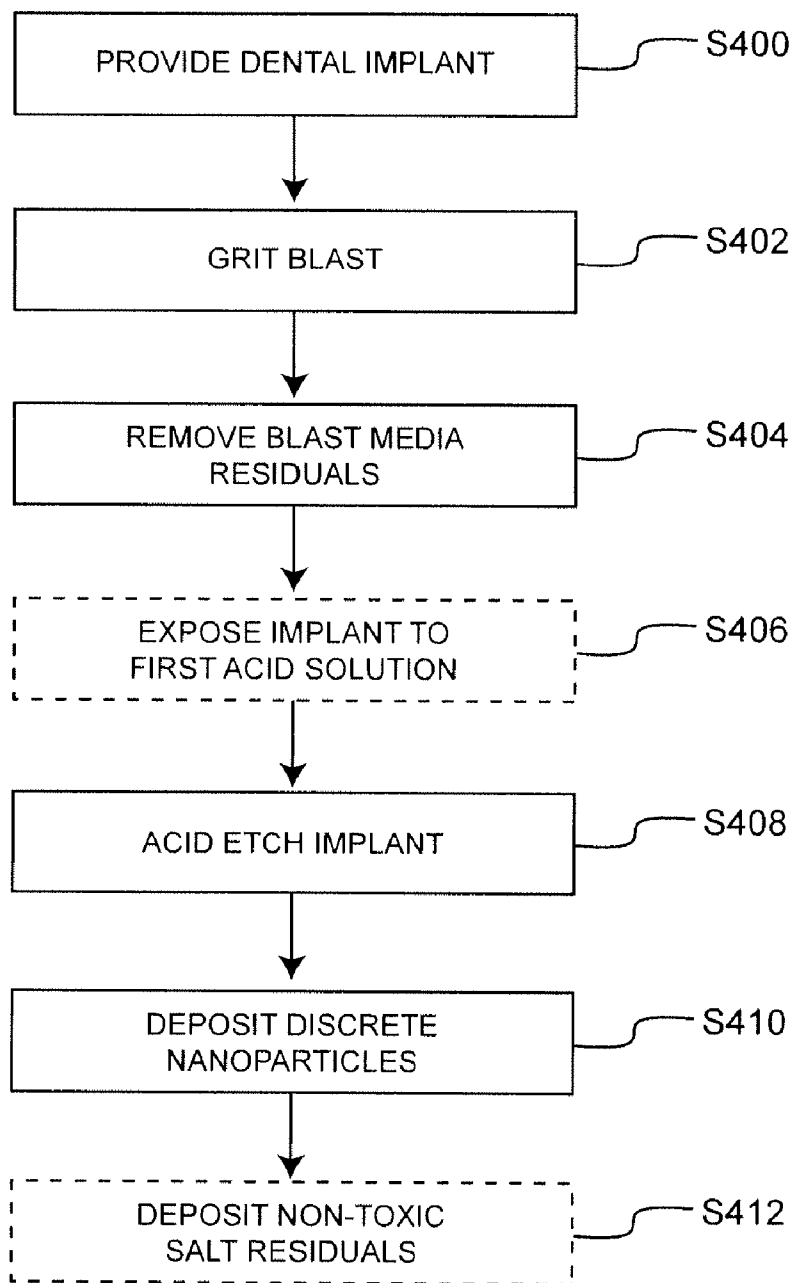 PROVIDE DENTAL IMPLANT
S400
GRIT BLAST
S402
REMOVE BLAST MEDIA
RESIDUALS
S404
EXPOSE IMPLANT TO
FIRST ACID SOLUTION
S406
ACID ETCH IMPLANT
S408
DEPOSIT DISCRETE
NANOPARTICLES
S410
DEPOSIT NON-TOXIC
SALT RESIDUALS
S412